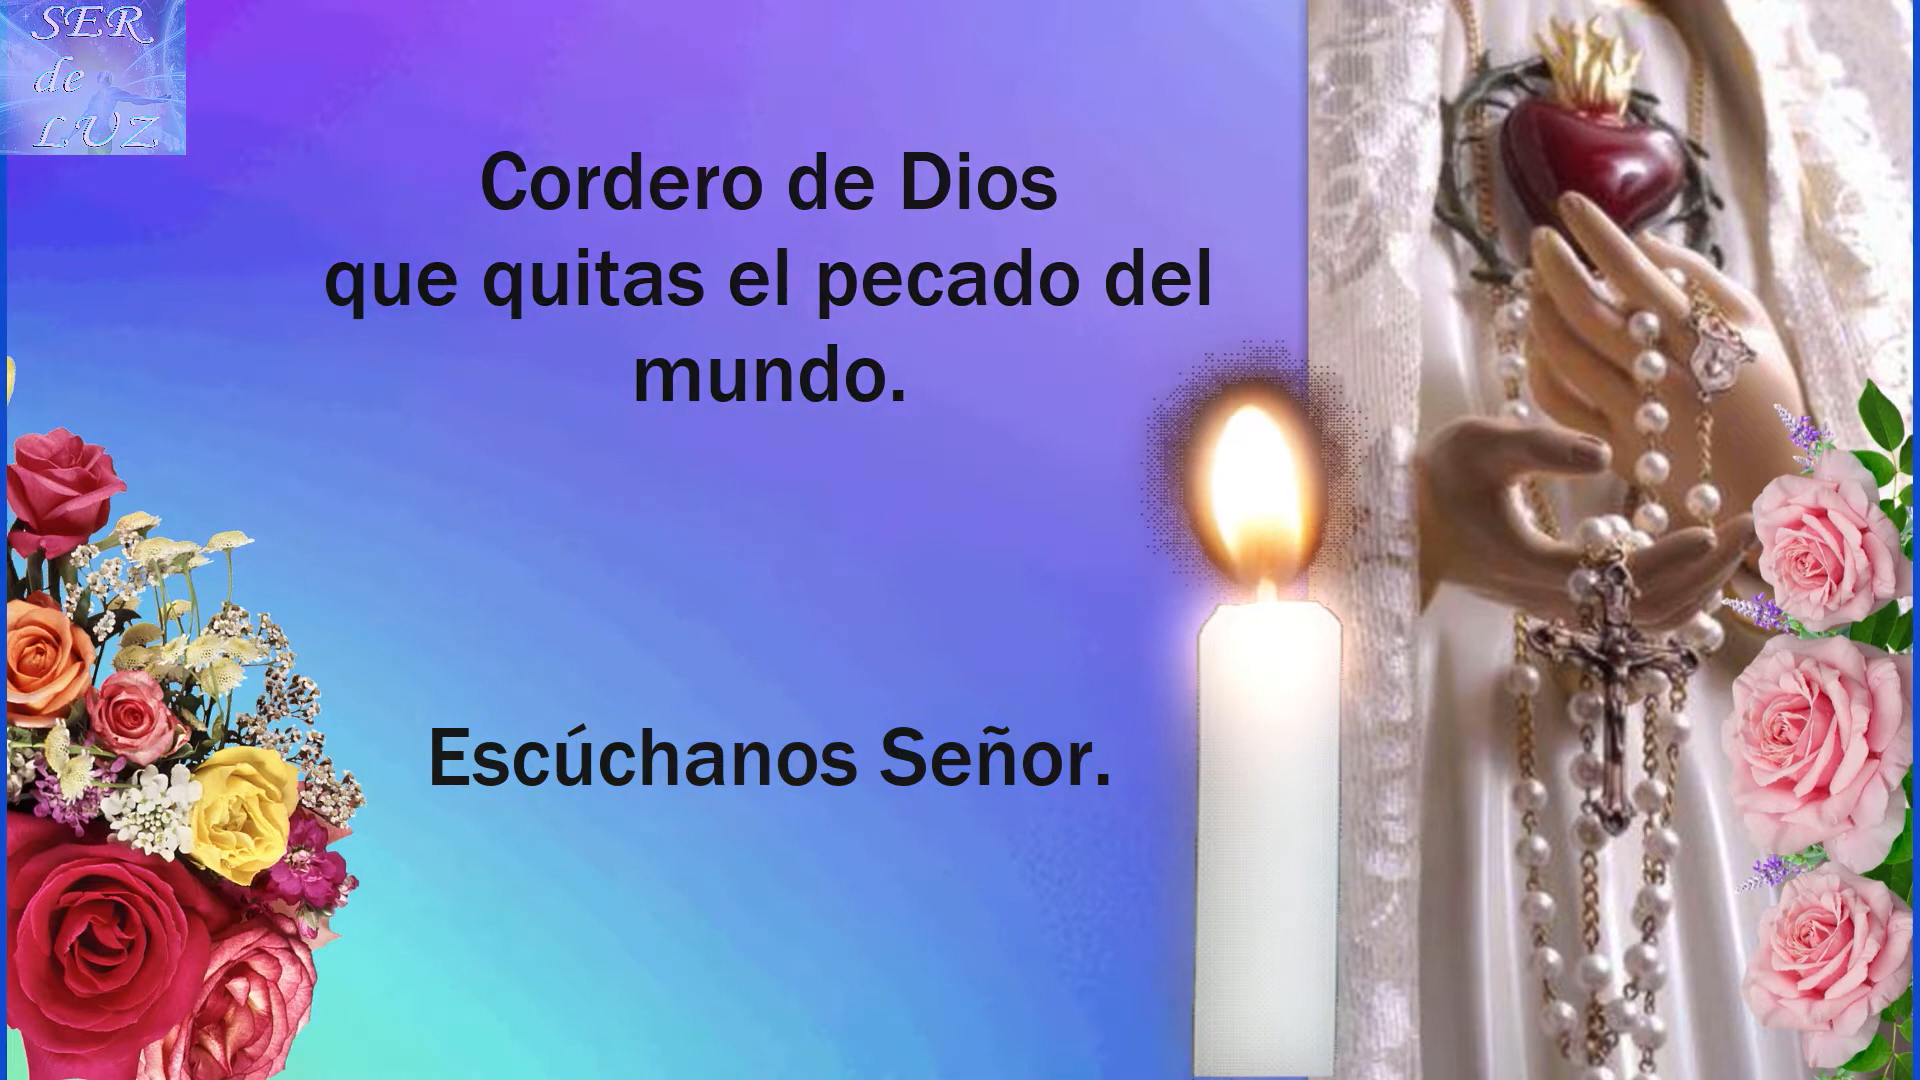 SER
de
LUZ
Cordero de Dios
que quitas el pecado del
mundo.
Escúchanos Señor.